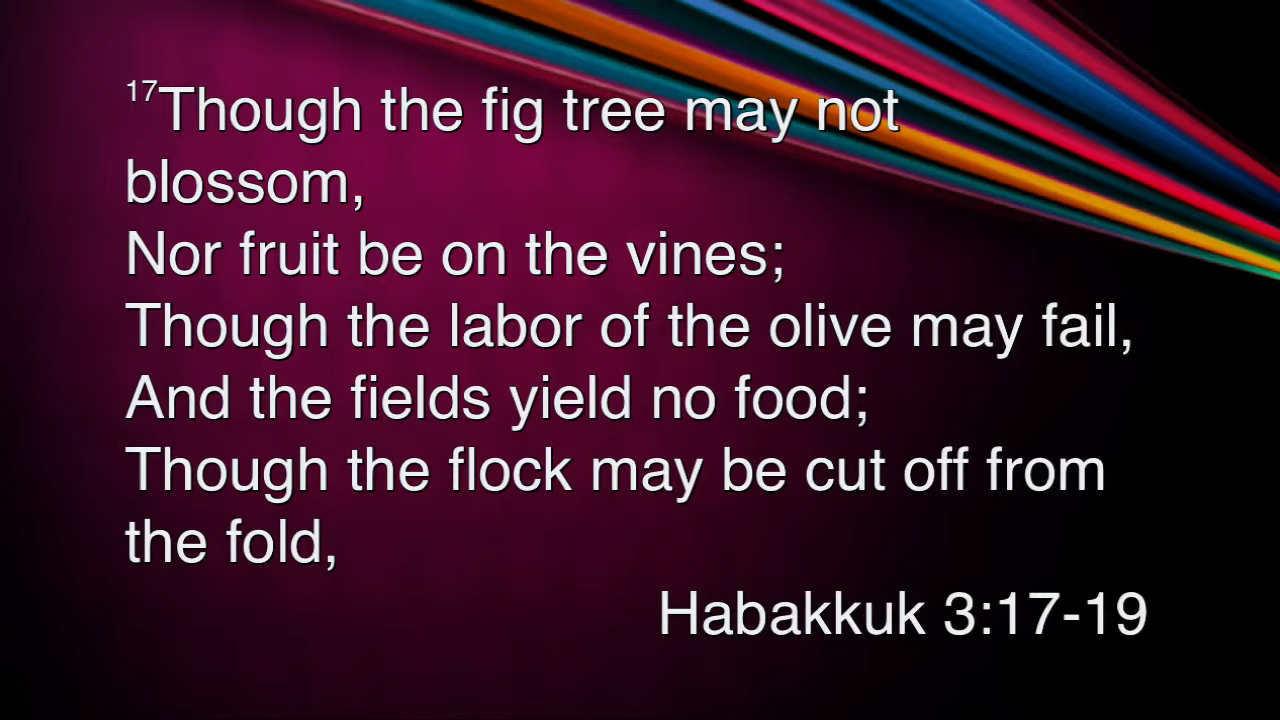 17Though the fig tree may not
blossom,
Nor fruit be on the vines;
Though the labor of the olive may fail,
And the fields yield no food;
Though the flock may be cut off from
the fold,
Habakkuk 3:17-19